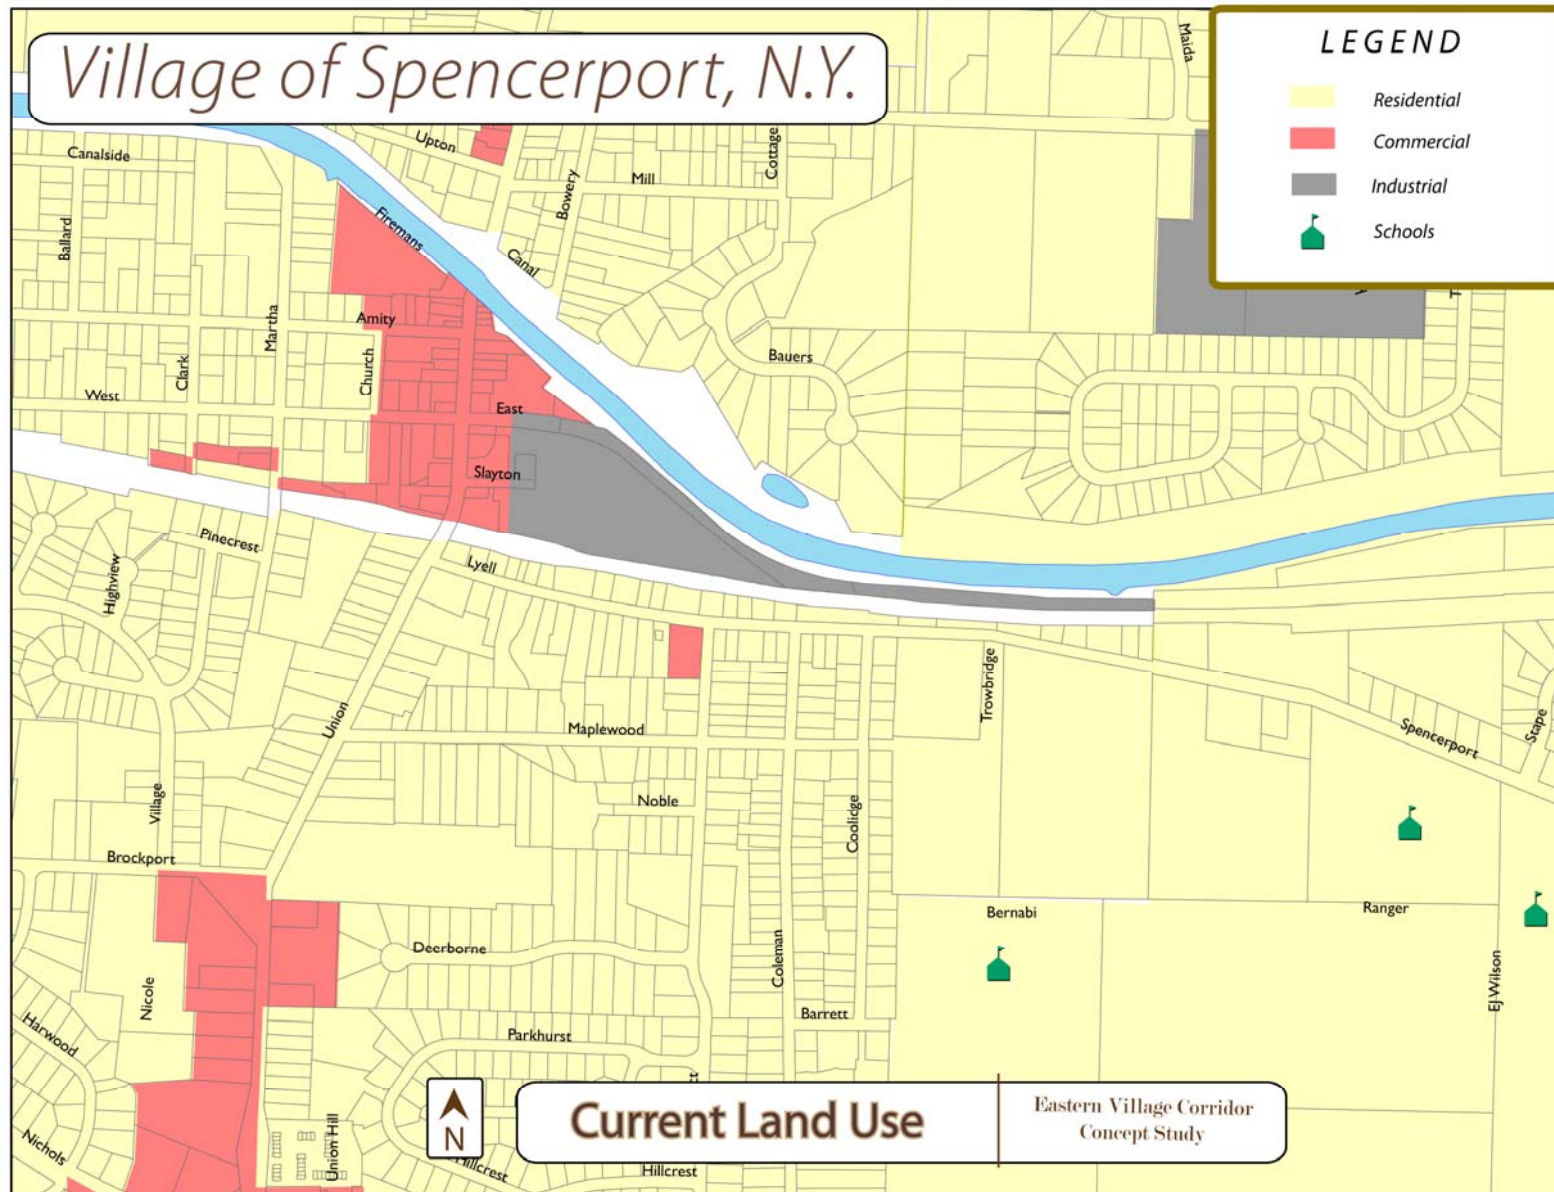 Village of Spencerport, N.Y.
LEGEND
Residential
Commercial
Industrial
Schools
Maida
Upton
Canalside
Cottage
Mill
Bowery
Firemans
Ballard
Canal
Martha
Amity
Bauers
Church
Clark
West
East
Slayton
Pinecrest
Lyell
Highview
Trowbridge
Union
Maplewood
Stape
Spencerport
Village
Noble
Coolidge
Brockport
Bernabi
Ranger
Deerborne
Coleman
Nicole
EJ Wilson
Barrett
Harwood
Parkhurst
Nichols
Union Hill
Hillcrest
Hillcrest
N
Current Land Use
Eastern Village Corridor
Concept Study